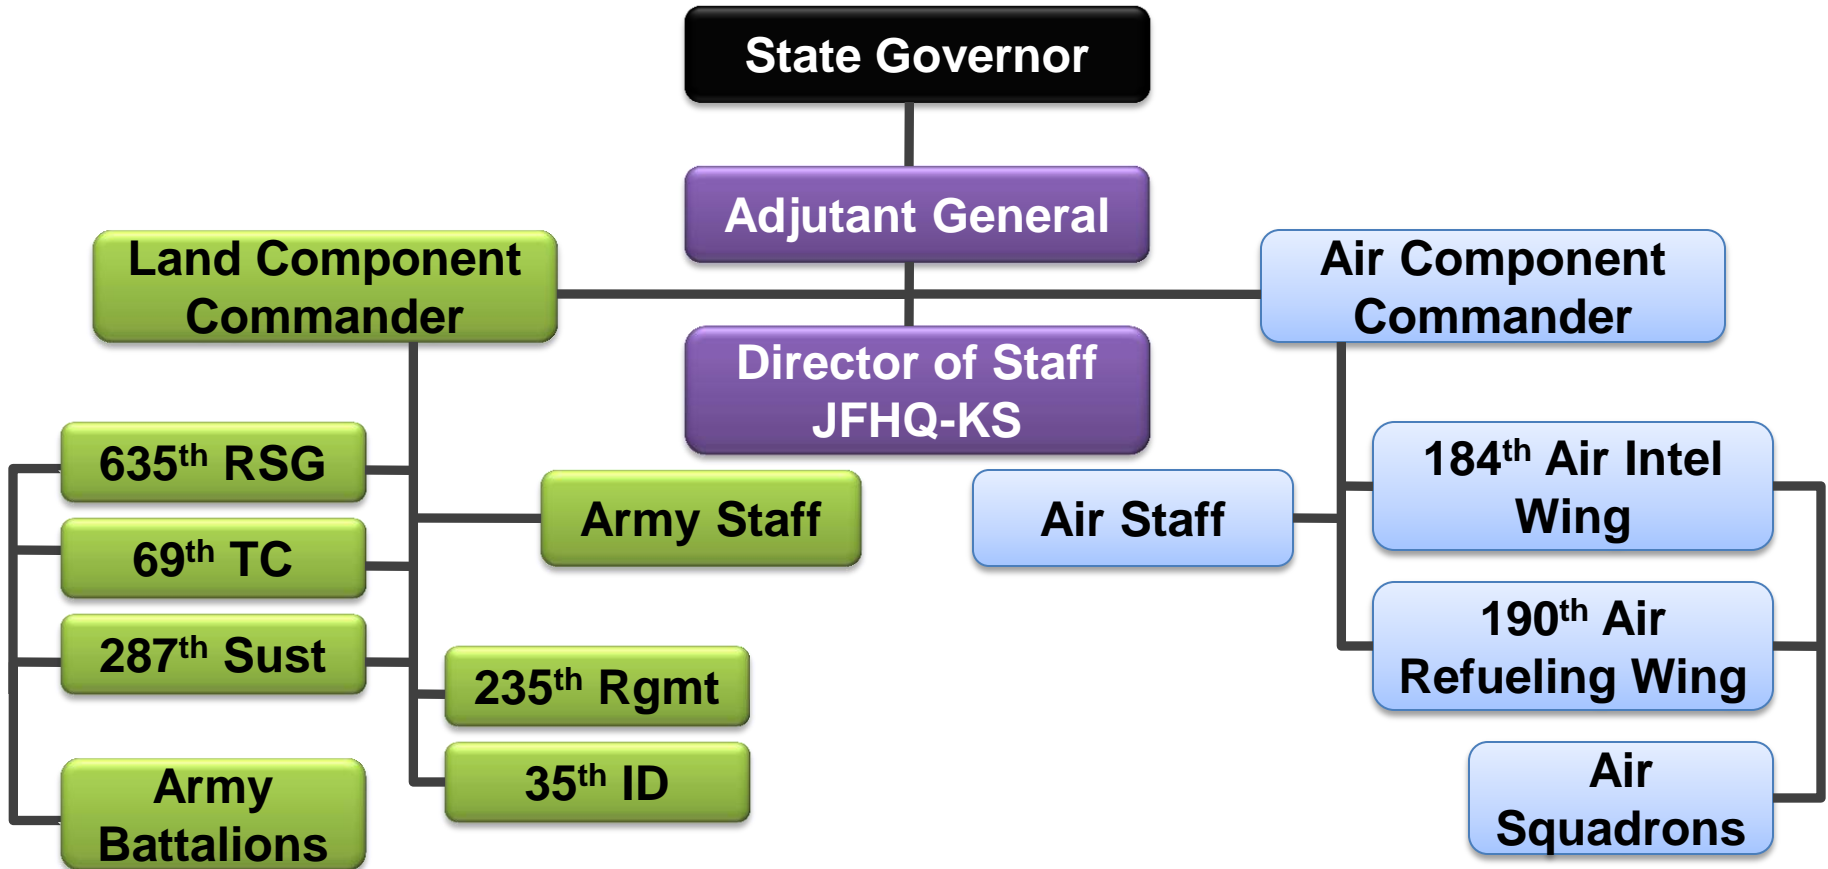 State Governor
Adjutant General
Land Component
Commander
Air Component
Commander
Director of Staff
JFHQ-KS
635th RSG
184th Air Intel
Wing
Army Staff
Air Staff
69th TC
287th Sust
190th Air
Refueling Wing
235th Rgmt
35th ID
Army
Battalions
Air
Squadrons